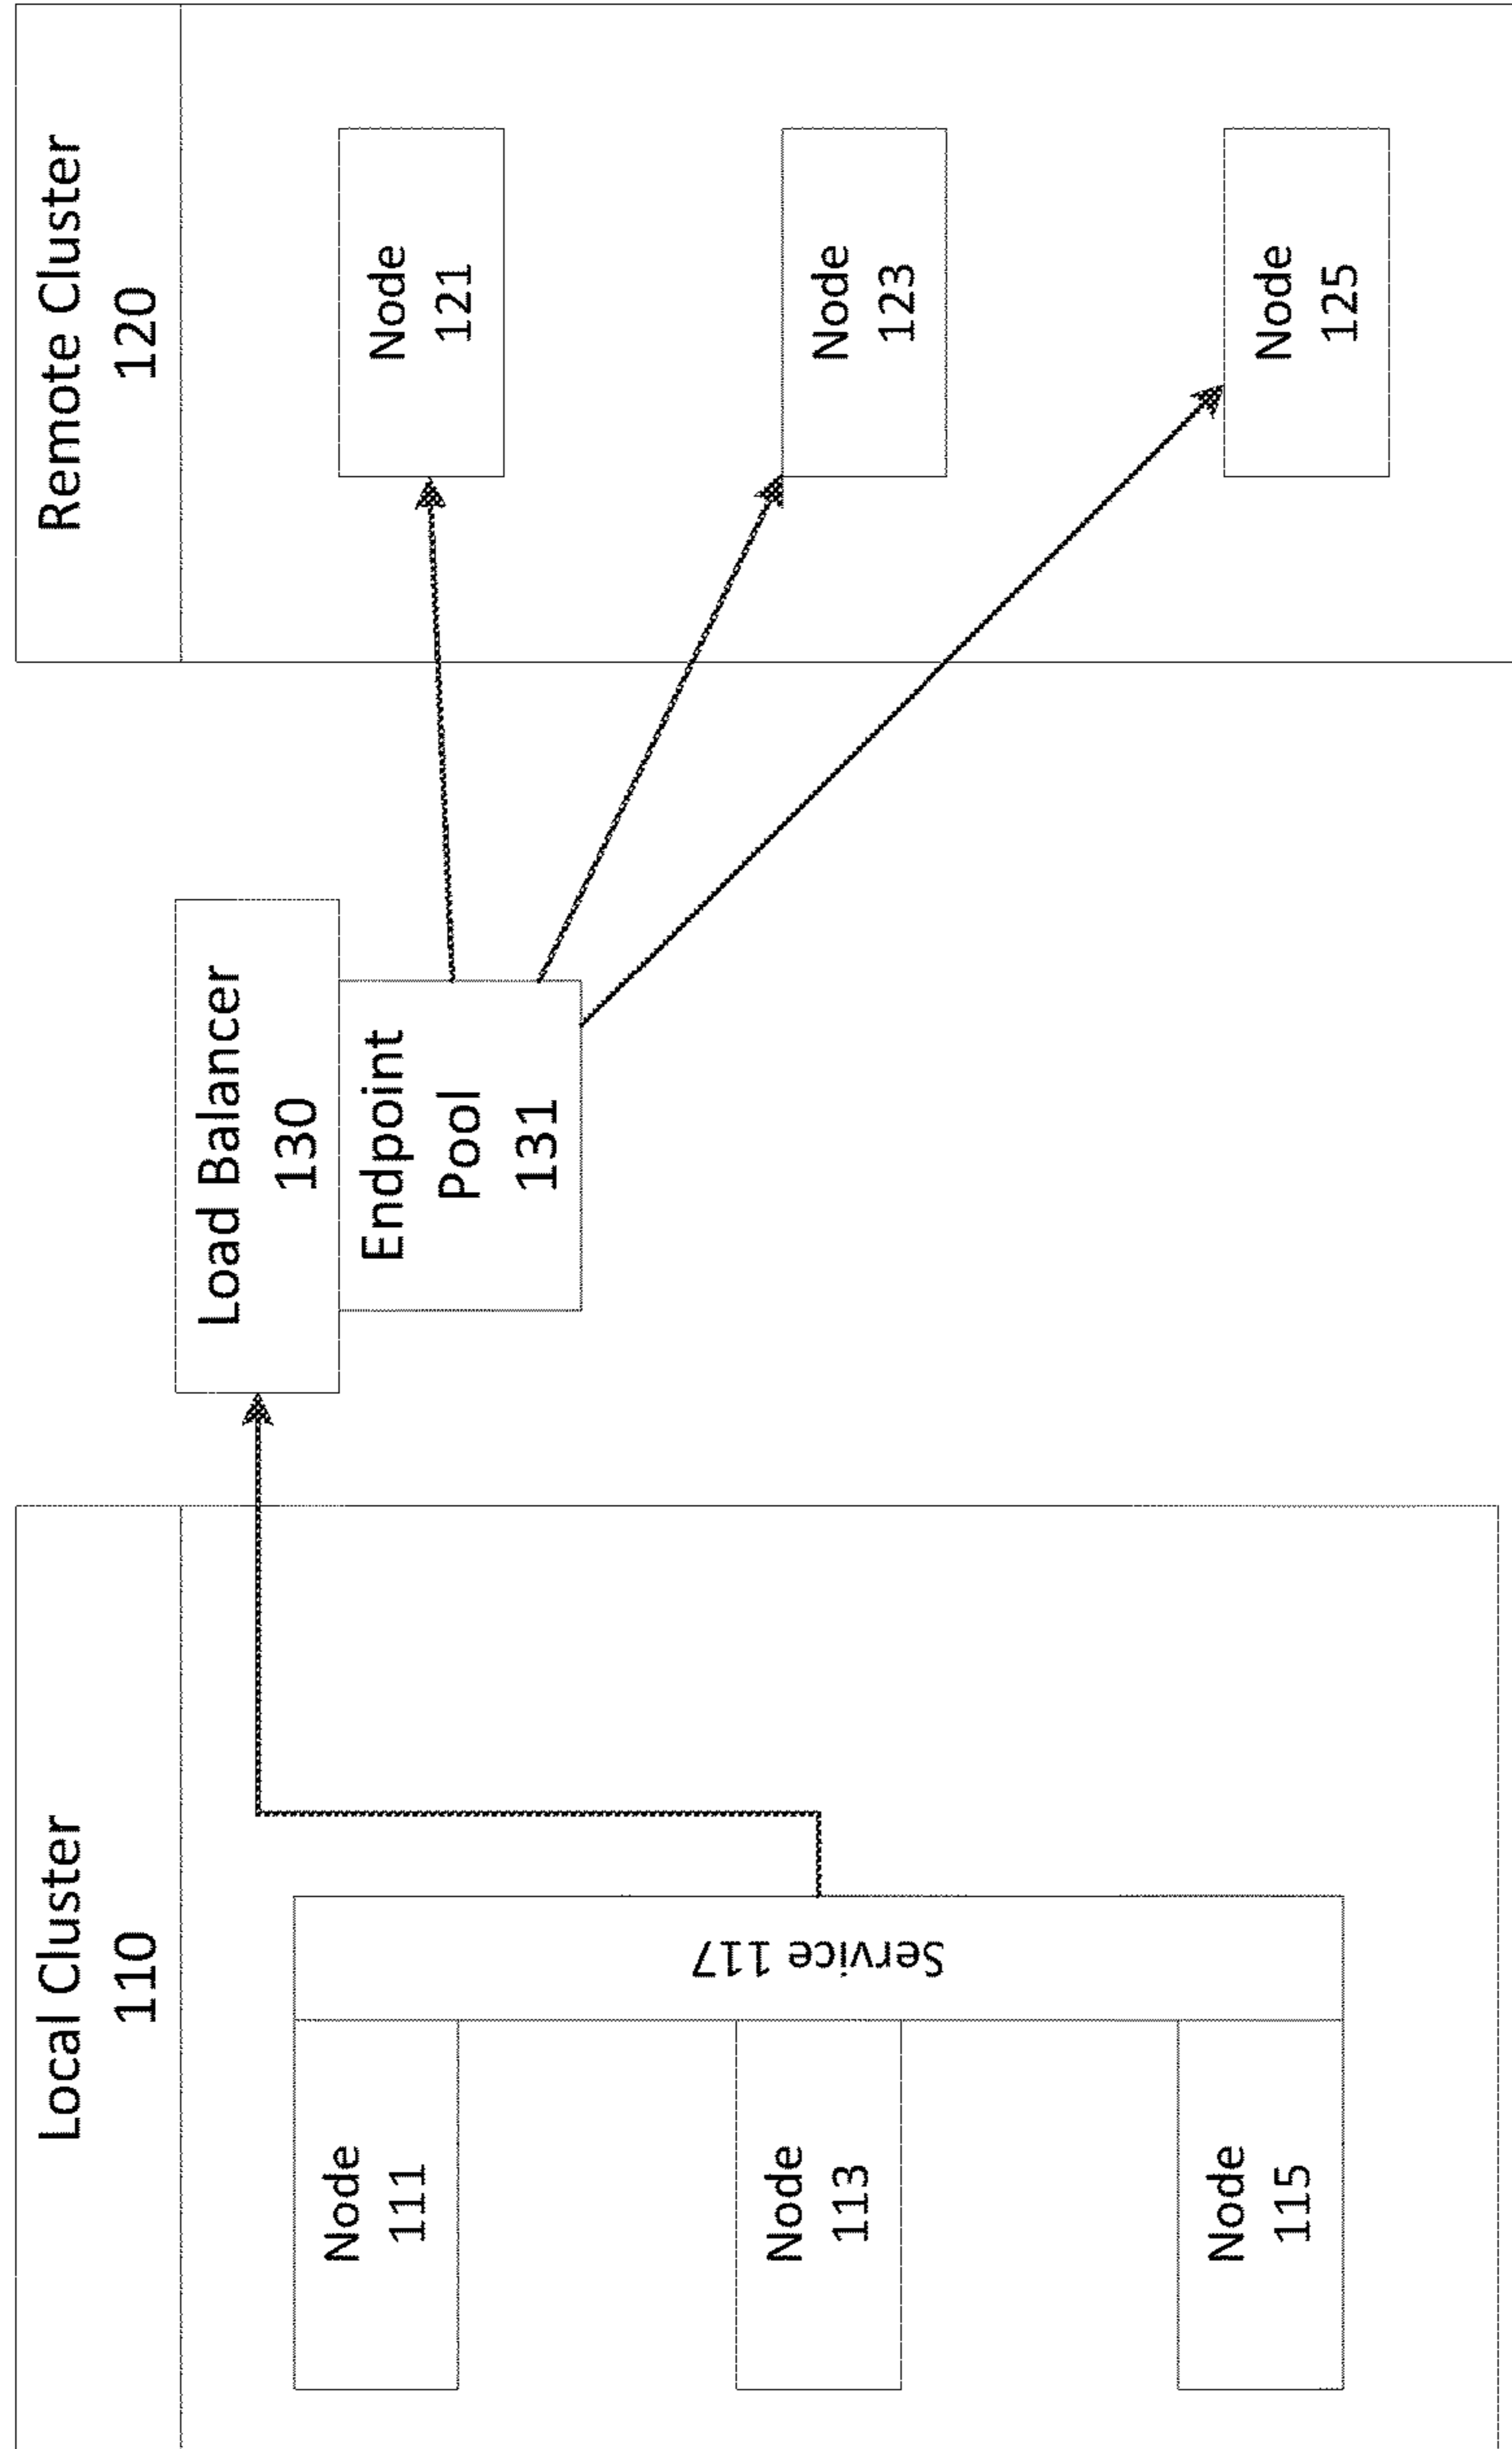 Local Cluster
110
Node
111
Node
113
Node
115
Service 117
Load Balancer
130
Endpoint
Pool
131
Remote Cluster
120
Node
121
Node
123
Node
125